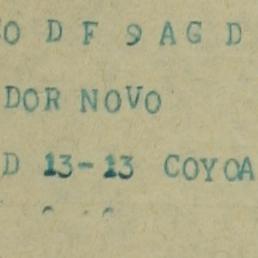 O D F 9 AG D
DOR NOVO
D 13-13 COYOA